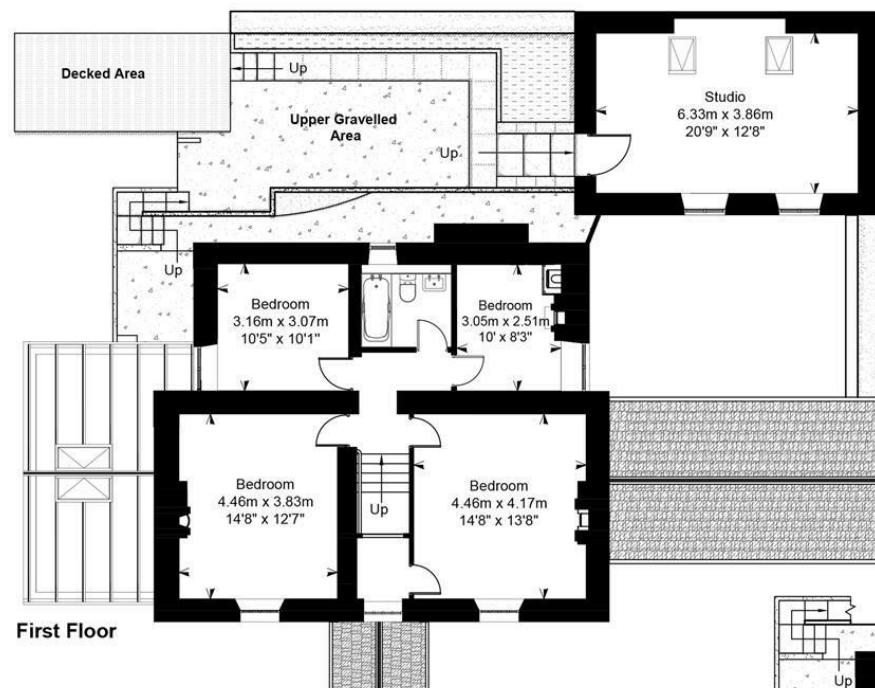 Decked Area
Up
Upper Gravelled
Area
Up
Studio
6.33m x 3.86m
20'9" x 12'8"
Up
Bedroom
3.16m x 3.07m
10'5" x 10'1"
Bedroom
3.05m x 2.51m
10' x 8'3"
Bedroom
4.46m x 3.83m
14'8" x 12'7"
Up
Bedroom
4.46m x 4.17m
14'8" x 13'8"
First Floor
Up